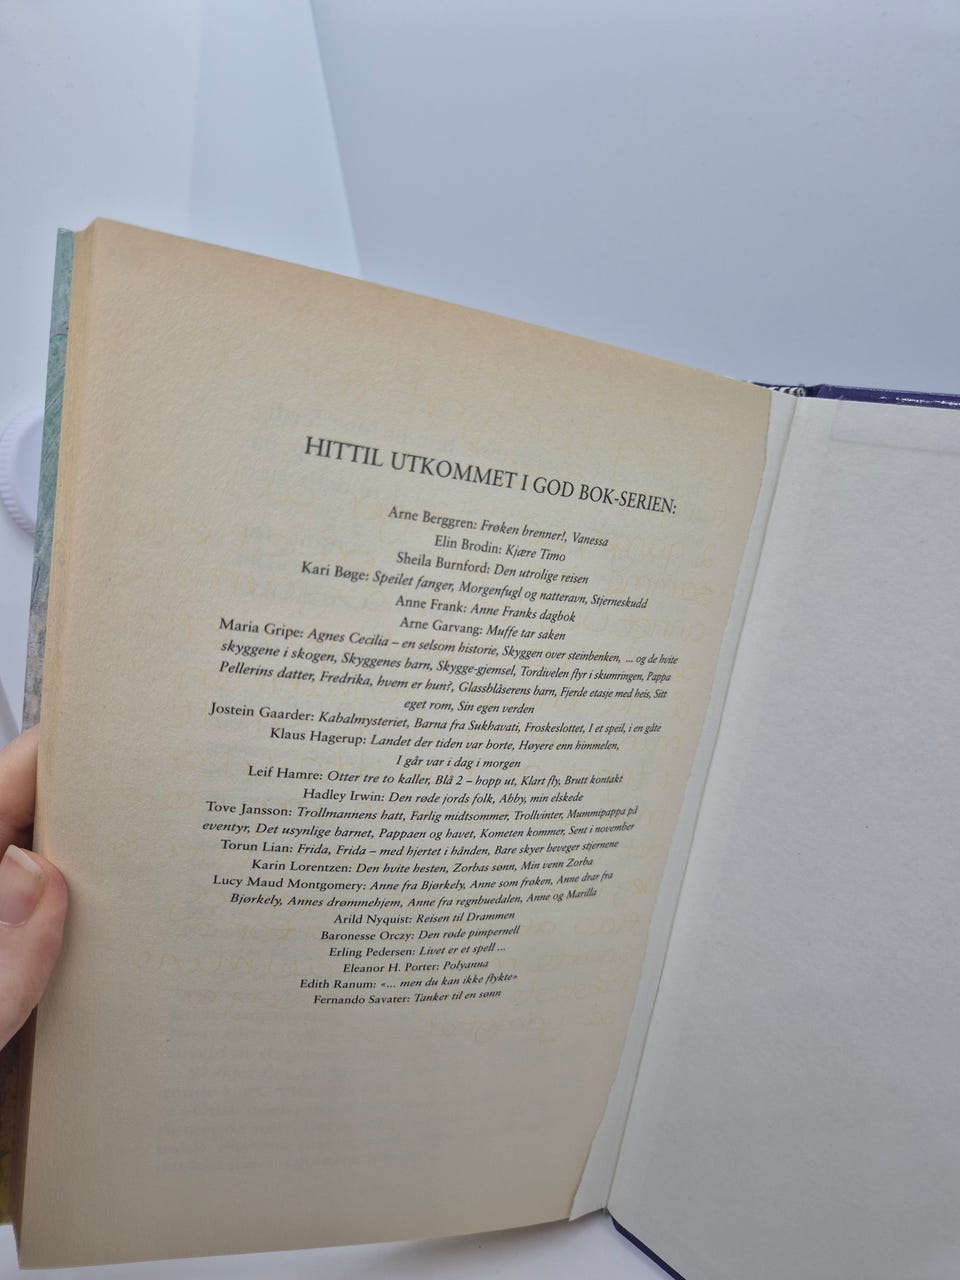 HITTIL UTKOMMET I GOD BOK-SERIEN:
Arne Berggren: Frøken brenner!, Vanessa
Elin Brodin: Kjære Timo
Sheila Burnford: Den utrolige reisen
Kari Bøge: Speilet fanger, Morgenfugl og natteravn, Stjerneskudd
Anne Frank: Anne Franks dagbok
Arne Garvang: Muffe tar saken
Maria Gripe: Agnes Cecilia – en selsom historie, Skyggen over steinbenken, ... og de hvite
skyggene i skogen, Skyggenes barn, Skygge-gjemsel, Tordivelen flyr i skumringen, Pappa
Pellerins datter, Fredrika, hvem er hun?, Glassblåserens barn, Fjerde etasje med heis, Sitt
eget rom, Sin egen verden
Jostein Gaarder: Kabalmysteriet, Barna fra Sukhavati, Froskeslottet, I et speil, i en gåte
Klaus Hagerup: Landet der tiden var borte, Høyere enn himmelen,
I går var i dag i morgen
Leif Hamre: Otter tre to kaller, Blå 2 – hopp ut, Klart fly, Brutt kontakt
Hadley Irwin: Den røde jords folk, Abby, min elskede
Tove Jansson: Trollmannens hatt, Farlig midtsommer, Trollvinter, Mummipappa på
eventyr, Det usynlige barnet, Pappaen og havet, Kometen kommer, Sent i november
Torun Lian: Frida, Frida – med hjertet i hånden, Bare skyer beveger stjernene
Karin Lorentzen: Den hvite hesten, Zorbas sønn, Min venn Zorba
Lucy Maud Montgomery: Anne fra Bjørkely, Anne som frøken, Anne drar fra
Bjørkely, Annes drømmehjem, Anne fra regnbuedalen, Anne og Marilla
Arild Nyquist: Reisen til Drammen
Baronesse Orczy: Den røde pimpernell
Erling Pedersen: Livet er et spell ...
Eleanor H. Porter: Polyanna
Edith Ranum: «... men du kan ikke flykte»
Fernando Savater: Tanker til en sønn